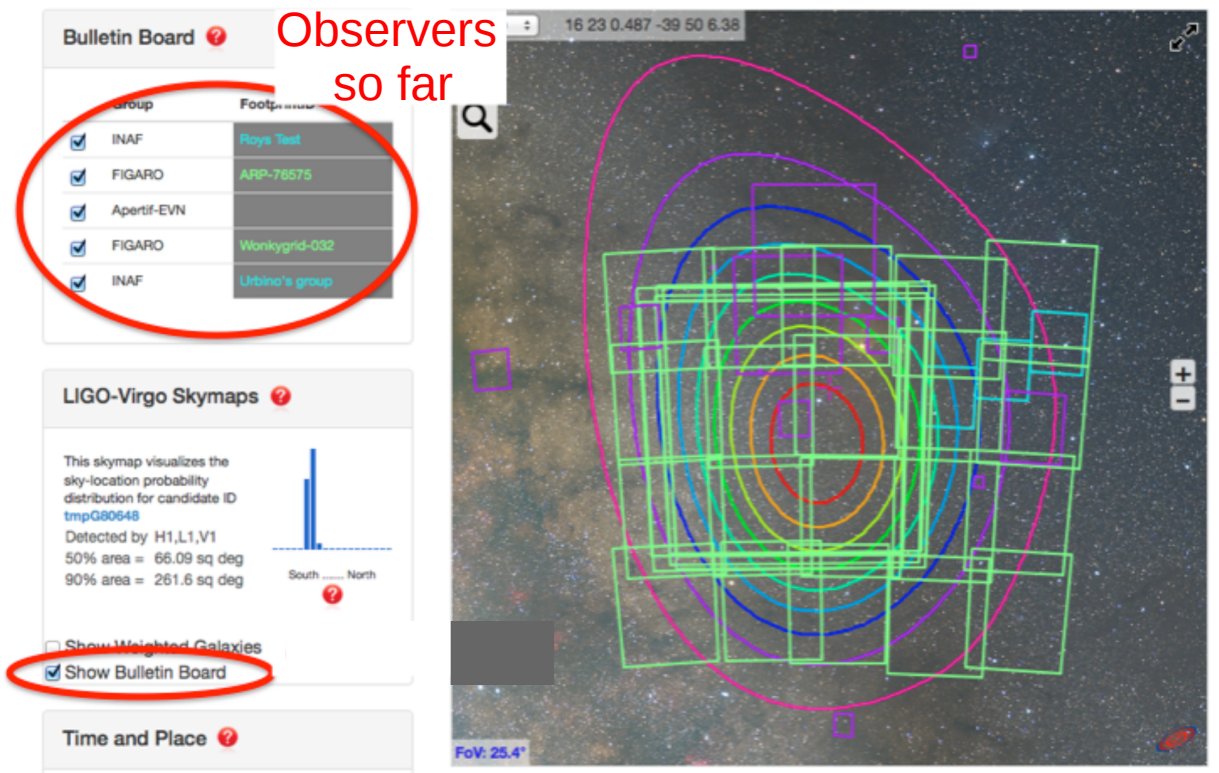 Observers
so far
Bulletin Board ?
Group
INAF Roys Test
FIGARO ARP-76575
Apertif-EVN
FIGARO Wonkygrid-032
INAF Urbino's group
LIGO-Virgo Skymaps ?
This skymap visualizes the
sky-location probability
distribution for candidate ID
tmpG80648
Detected by H1,L1,V1
50% area = 66.09 sq deg
90% area = 261.6 sq deg
South ...... North
?
Show Weighted Galaxies
Show Bulletin Board
Time and Place ?
16 23 0.487 -39 50 6.38
+
−
FoV: 25.4°